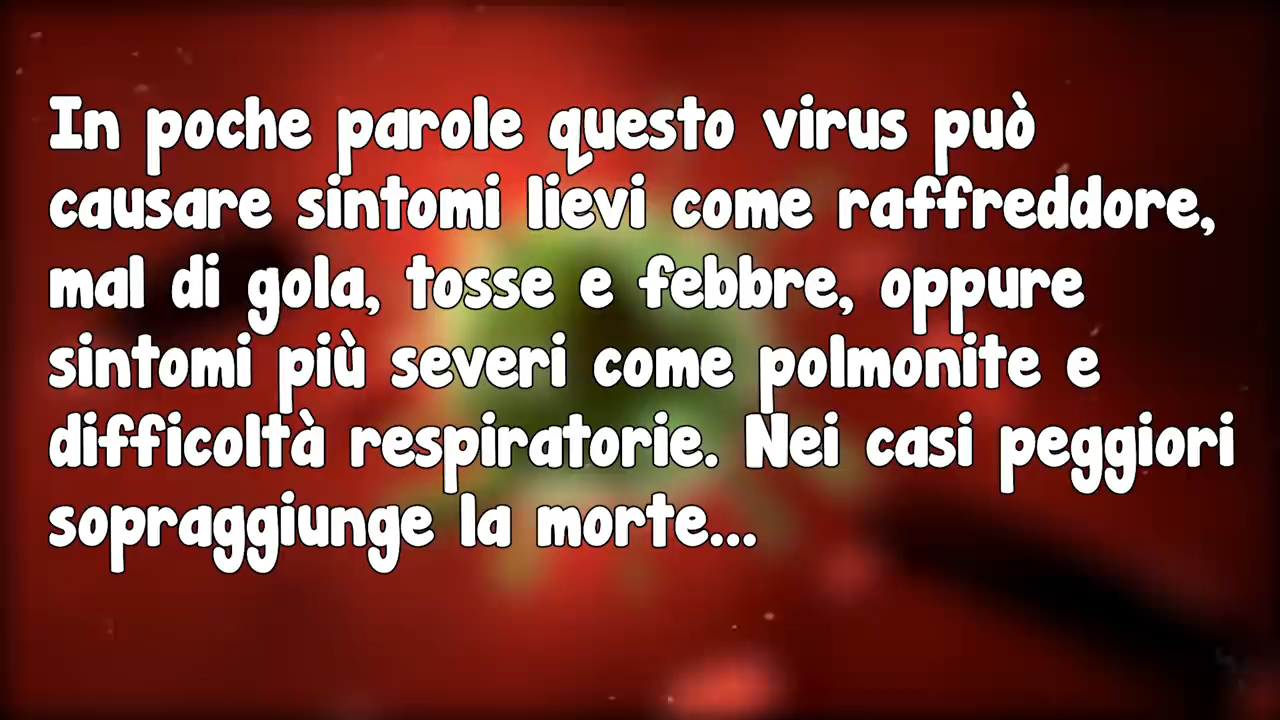 In poche parole questo virus può
causare sintomi lievi come raffreddore,
mal di gola, tosse e febbre, oppure
sintomi più severi come polmonite e
difficoltà respiratorie. Nei casi peggiori
sopraggiunge la morte...